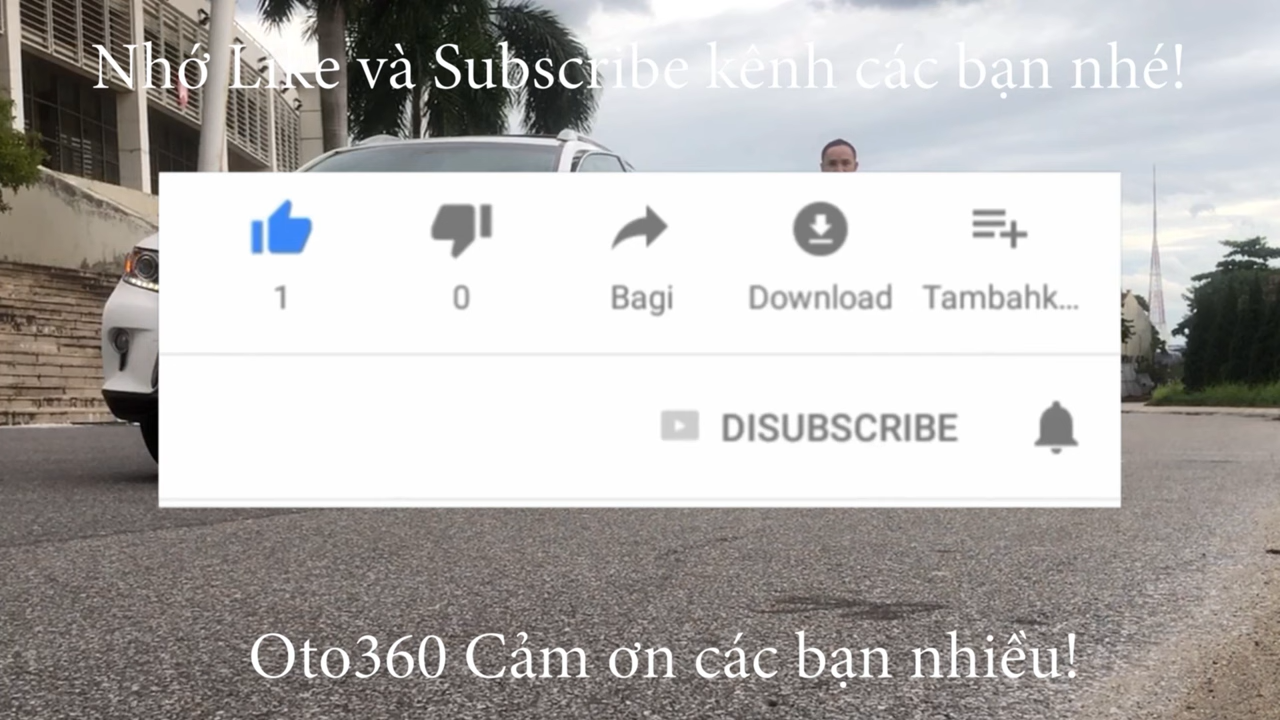 Nhớ Like và Subscribe kênh các bạn nhé!
1 0 Bagi Download Tambahk...
DISUBSCRIBE
Oto360 Cảm ơn các bạn nhiều!